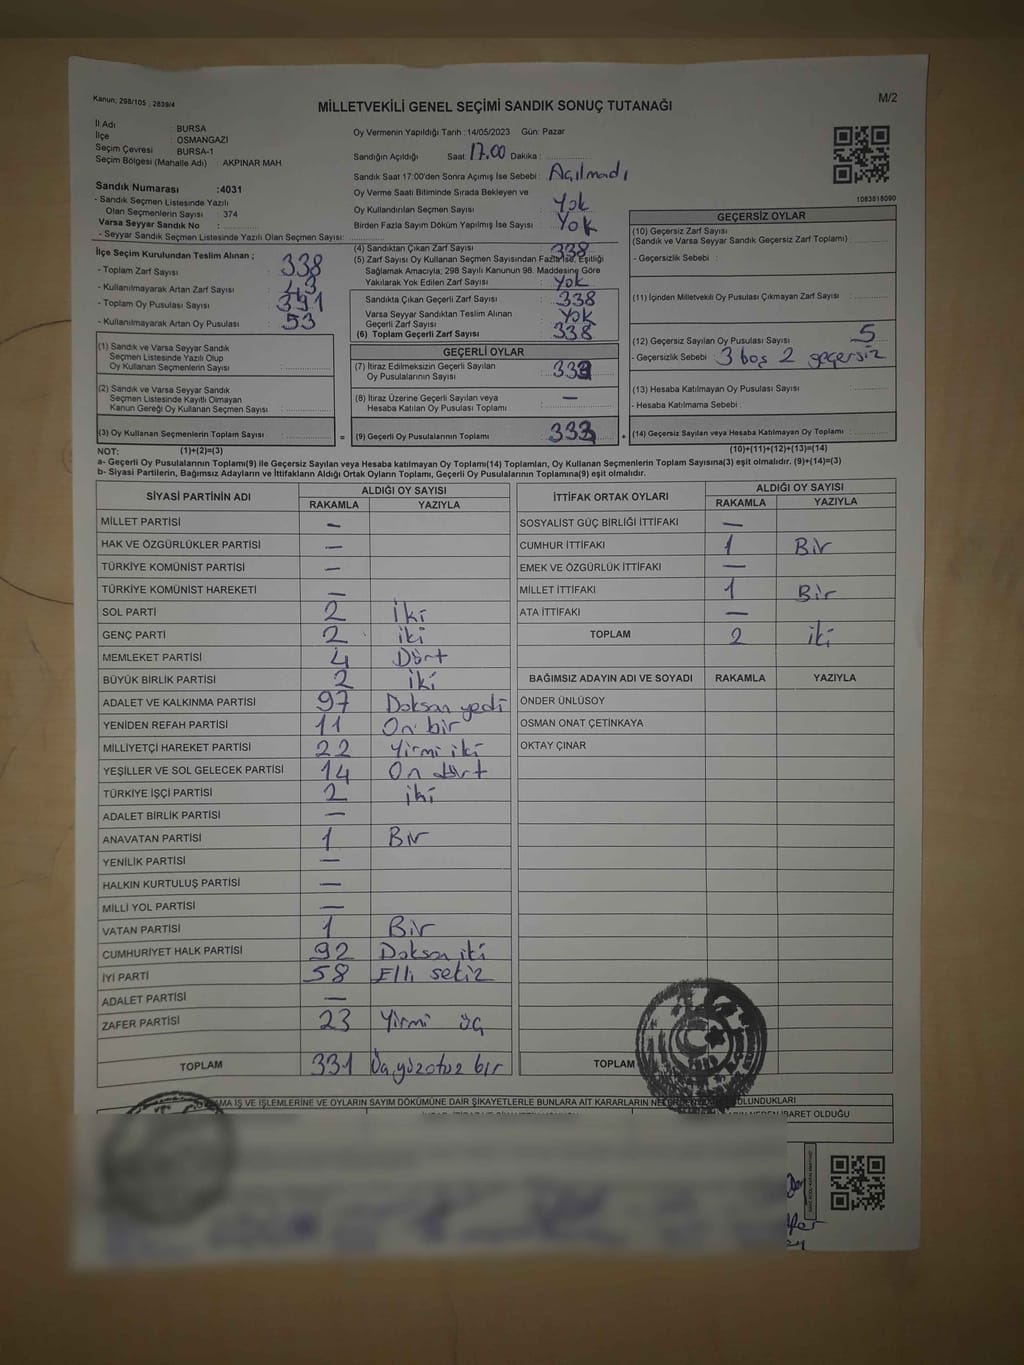 Kanun; 298/105 ; 2839/4
MİLLETVEKİLİ GENEL SEÇİMİ SANDIK SONUÇ TUTANAĞI
M/2
İl Adı : BURSA
İlçe : OSMANGAZI
Seçim Çevresi : BURSA-1
Seçim Bölgesi (Mahalle Adı) : AKPINAR MAH
Sandık Numarası :4031
- Sandık Seçmen Listesinde Yazılı
Olan Seçmenlerin Sayısı : 374
Varsa Seyyar Sandık No :
- Seyyar Sandık Seçmen Listesinde Yazılı Olan Seçmen Sayısı:
Oy Vermenin Yapıldığı Tarih :14/05/2023 Gün: Pazar
Sandığın Açıldığı Saat: 17.00 Dakika :
Sandık Saat 17:00'den Sonra Açımış İse Sebebi : Açılmadı
Oy Verme Saati Bitiminde Sırada Bekleyen ve
Oy Kullandırılan Seçmen Sayısı : Yok
Birden Fazla Sayım Döküm Yapılmış İse Sayısı : Yok
1083818090
İlçe Seçim Kurulundan Teslim Alınan ;
- Toplam Zarf Sayısı : 338
- Kullanılmayarak Artan Zarf Sayısı : 43
- Toplam Oy Pusulası Sayısı : 391
- Kullanılmayarak Artan Oy Pusulası : 53
(4) Sandıktan Çıkan Zarf Sayısı : 338
(5) Zarf Sayısı Oy Kullanan Seçmen Sayısından Fazla İse, Eşitliği
Sağlamak Amacıyla; 298 Sayılı Kanunun 98. Maddesine Göre
Yakılarak Yok Edilen Zarf Sayısı : Yok
Sandıkta Çıkan Geçerli Zarf Sayısı : 338
Varsa Seyyar Sandıktan Teslim Alınan
Geçerli Zarf Sayısı : Yok
(6) Toplam Geçerli Zarf Sayısı : 338
GEÇERSİZ OYLAR
(10) Geçersiz Zarf Sayısı
(Sandık ve Varsa Seyyar Sandık Geçersiz Zarf Toplamı) :
- Geçersizlik Sebebi :
(11) İçinden Milletvekili Oy Pusulası Çıkmayan Zarf Sayısı :
(12) Geçersiz Sayılan Oy Pusulası Sayısı : 5
- Geçersizlik Sebebi : 3 boş 2 geçersiz
(13) Hesaba Katılmayan Oy Pusulası Sayısı :
- Hesaba Katılmama Sebebi :
(14) Geçersiz Sayılan veya Hesaba Katılmayan Oy Toplamı :
(1) Sandık ve Varsa Seyyar Sandık
Seçmen Listesinde Yazılı Olup
Oy Kullanan Seçmenlerin Sayısı :
(2) Sandık ve Varsa Seyyar Sandık
Seçmen Listesinde Kayıtlı Olmayan
Kanun Gereği Oy Kullanan Seçmen Sayısı :
(3) Oy Kullanan Seçmenlerin Toplam Sayısı : =
GEÇERLİ OYLAR
(7) İtiraz Edilmeksizin Geçerli Sayılan
Oy Pusulalarının Sayısı : 333
(8) İtiraz Üzerine Geçerli Sayılan veya
Hesaba Katılan Oy Pusulası Toplamı : —
(9) Geçerli Oy Pusulalarının Toplamı : 333 +
NOT: (1)+(2)=(3) (10)+(11)+(12)+(13)=(14)
a- Geçerli Oy Pusulalarının Toplamı(9) ile Geçersiz Sayılan veya Hesaba katılmayan Oy Toplamı(14) Toplamları, Oy Kullanan Seçmenlerin Toplam Sayısına(3) eşit olmalıdır. (9)+(14)=(3)
b- Siyasi Partilerin, Bağımsız Adayların ve İttifakların Aldığı Ortak Oyların Toplamı, Geçerli Oy Pusulalarının Toplamına(9) eşit olmalıdır.
SİYASİ PARTİNİN ADI ALDIĞI OY SAYISI
RAKAMLA YAZIYLA
MİLLET PARTİSİ —
HAK VE ÖZGÜRLÜKLER PARTİSİ —
TÜRKİYE KOMÜNİST PARTİSİ —
TÜRKİYE KOMÜNİST HAREKETİ —
SOL PARTİ 2 İki
GENÇ PARTİ 2 iki
MEMLEKET PARTİSİ 4 Dört
BÜYÜK BİRLİK PARTİSİ 2 iki
ADALET VE KALKINMA PARTİSİ 97 Doksan yedi
YENİDEN REFAH PARTİSİ 11 On bir
MİLLİYETÇİ HAREKET PARTİSİ 22 Yirmi iki
YEŞİLLER VE SOL GELECEK PARTİSİ 14 On dört
TÜRKİYE İŞÇİ PARTİSİ 2 iki
ADALET BİRLİK PARTİSİ —
ANAVATAN PARTİSİ 1 Bir
YENİLİK PARTİSİ —
HALKIN KURTULUŞ PARTİSİ —
MİLLİ YOL PARTİSİ —
VATAN PARTİSİ 1 Bir
CUMHURİYET HALK PARTİSİ 92 Doksan iki
İYİ PARTİ 58 Elli sekiz
ADALET PARTİSİ —
ZAFER PARTİSİ 23 Yirmi üç
TOPLAM 331 Üçyüzotuz bir
İTTİFAK ORTAK OYLARI ALDIĞI OY SAYISI
RAKAMLA YAZIYLA
SOSYALİST GÜÇ BİRLİĞİ İTTİFAKI —
CUMHUR İTTİFAKI 1 Bir
EMEK VE ÖZGÜRLÜK İTTİFAKI —
MİLLET İTTİFAKI 1 Bir
ATA İTTİFAKI —
TOPLAM 2 iki
BAĞIMSIZ ADAYIN ADI VE SOYADI RAKAMLA YAZIYLA
ÖNDER ÜNLÜSOY
OSMAN ONAT ÇETİNKAYA
OKTAY ÇINAR
TOPLAM
İŞ VE İŞLEMLERİNE VE OYLARIN SAYIM DÖKÜMÜNE DAİR ŞİKAYETLERLE BUNLARA AİT KARARLARIN
İBARET OLDUĞU